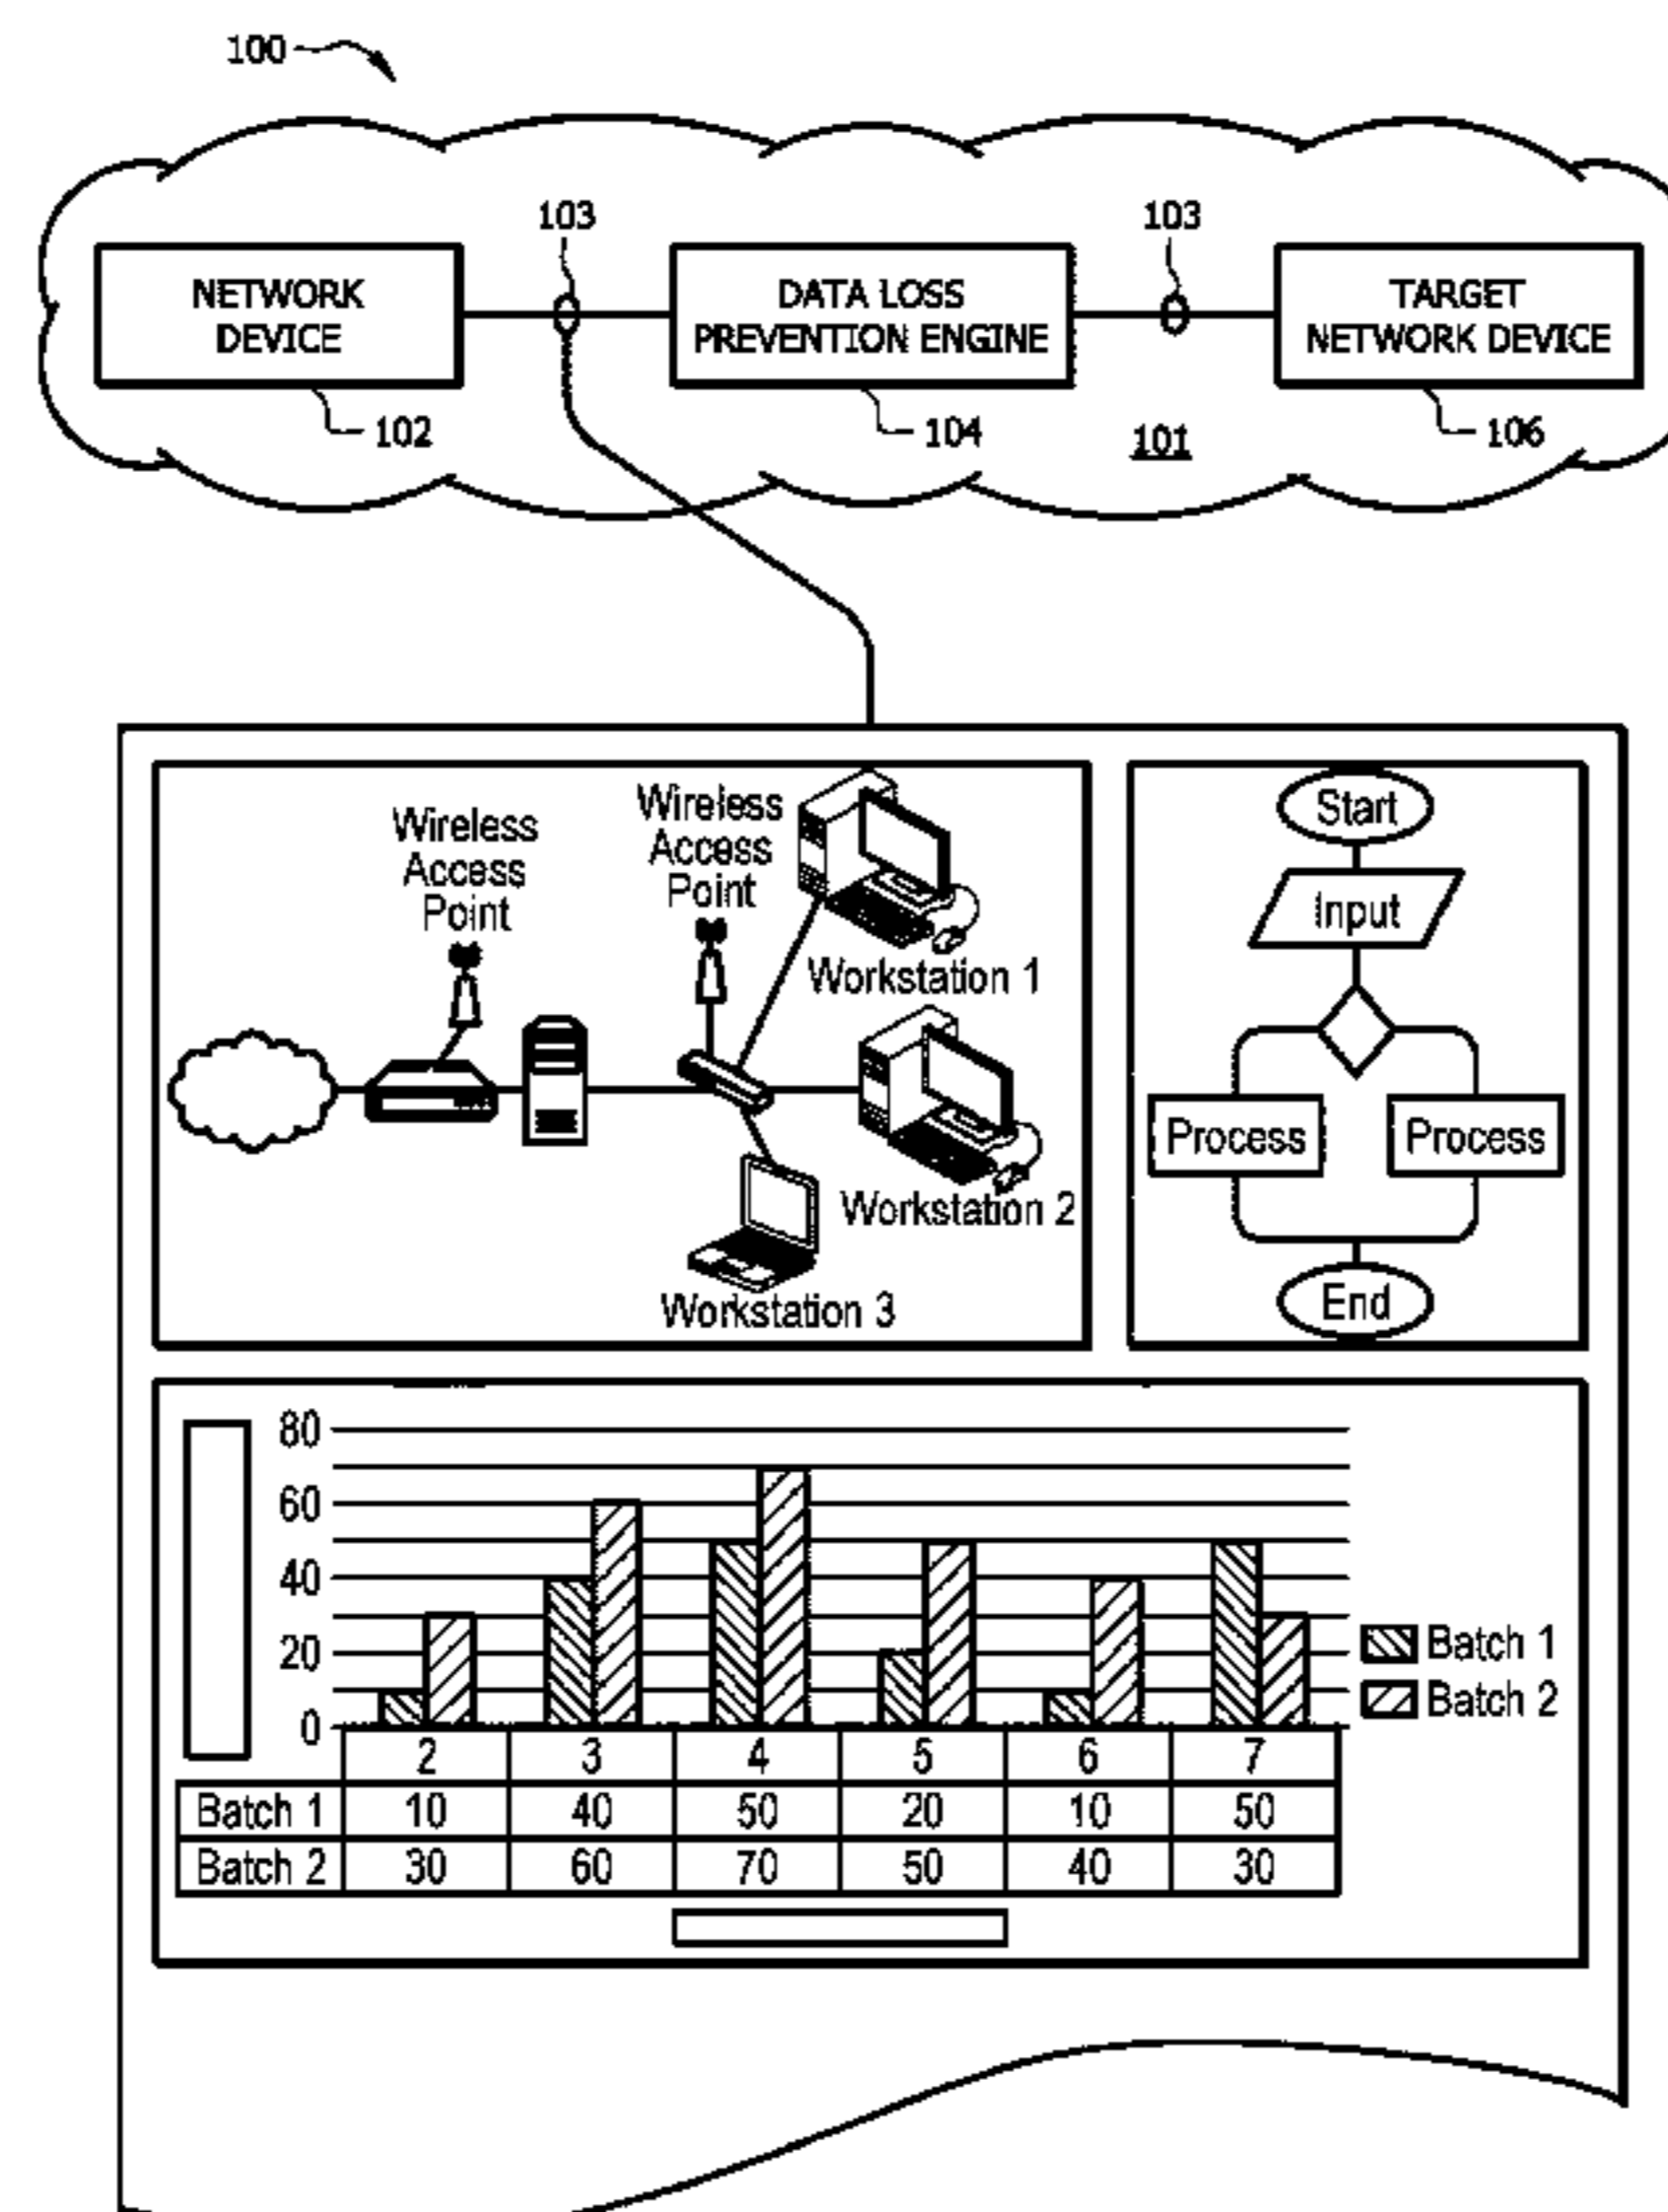 100
103
103
NETWORK
DEVICE
DATA LOSS
PREVENTION ENGINE
TARGET
NETWORK DEVICE
102
104
101
106
Wireless
Access
Point
Wireless
Access
Point
Workstation 1
Workstation 2
Workstation 3
Start
Input
Process
Process
End
80
60
40
20
0
Batch 1
Batch 2
2 3 4 5 6 7
Batch 1 10 40 50 20 10 50
Batch 2 30 60 70 50 40 30